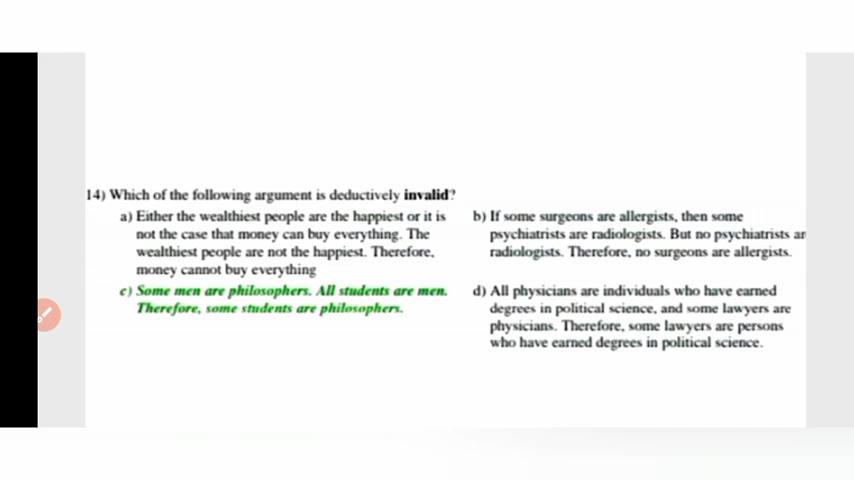 14) Which of the following argument is deductively invalid?
a) Either the wealthiest people are the happiest or it is
not the case that money can buy everything. The
wealthiest people are not the happiest. Therefore,
money cannot buy everything
b) If some surgeons are allergists, then some
psychiatrists are radiologists. But no psychiatrists ar
radiologists. Therefore, no surgeons are allergists.
c) Some men are philosophers. All students are men.
Therefore, some students are philosophers.
d) All physicians are individuals who have earned
degrees in political science, and some lawyers are
physicians. Therefore, some lawyers are persons
who have earned degrees in political science.